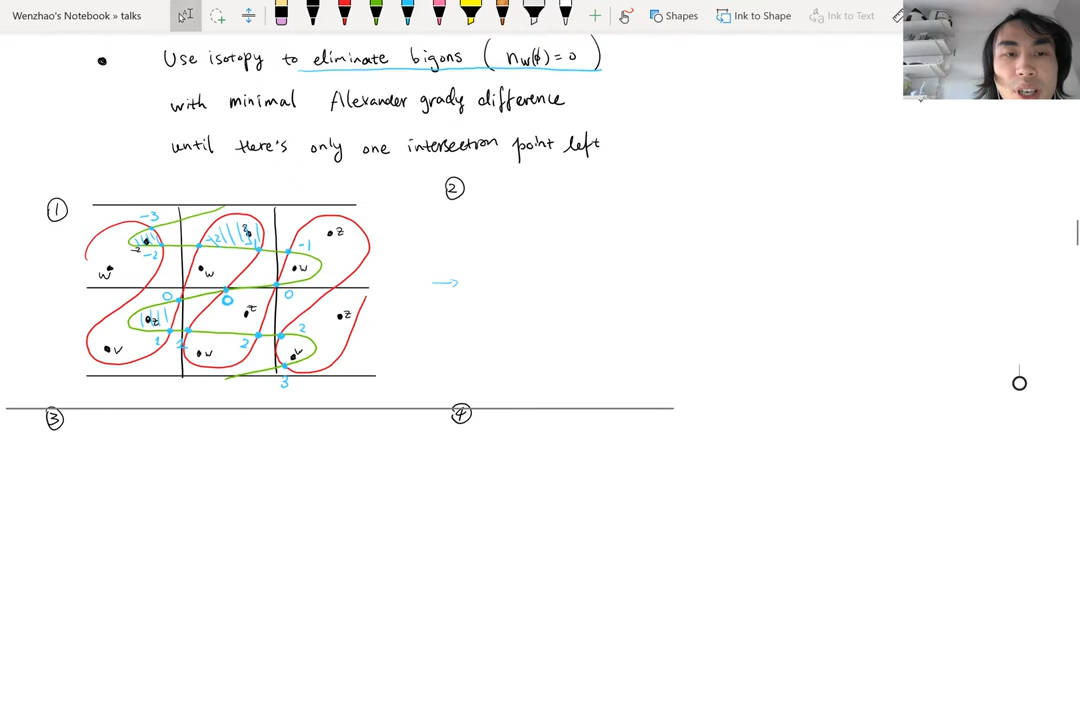 Wenzhao's Notebook » talks
Shapes
Ink to Shape
Ink to Text
Use isotopy to eliminate bigons ( nw(ϕ) = 0 )
with minimal Alexander grady difference
until there's only one intersection point left
①
②
-3
-2
-2
-1
z
z
w
w
w
0
0
0
z
z
z
1
2
2
2
w
w
3
③
④